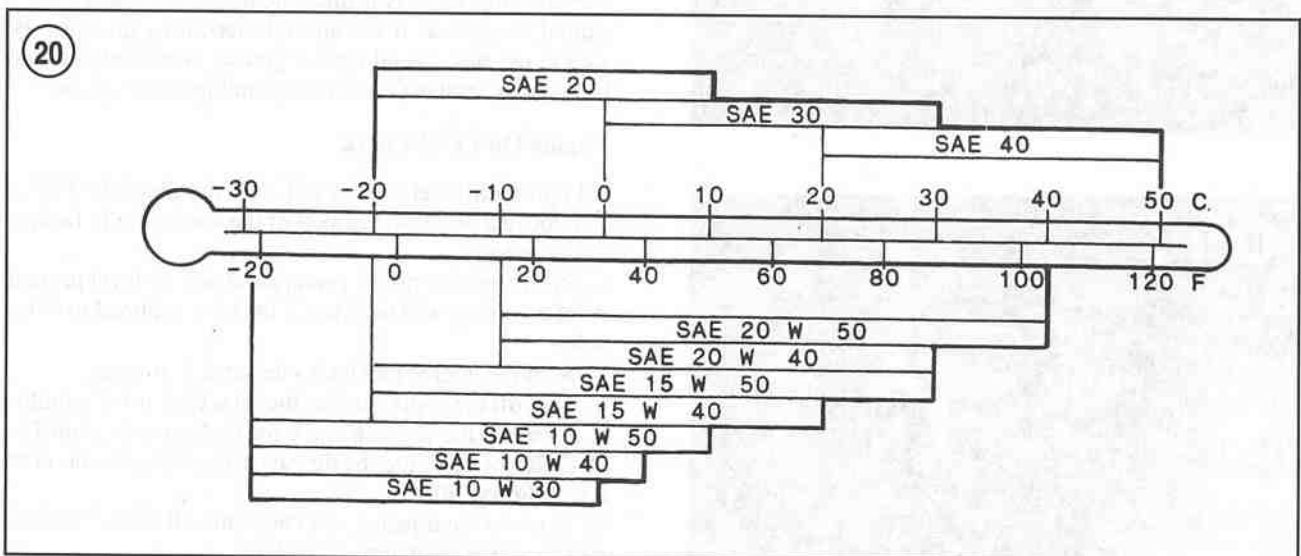 20
SAE 20
SAE 30
SAE 40
-30 -20 -10 0 10 20 30 40 50 C.
-20 0 20 40 60 80 100 120 F
SAE 20 W 50
SAE 20 W 40
SAE 15 W 50
SAE 15 W 40
SAE 10 W 50
SAE 10 W 40
SAE 10 W 30